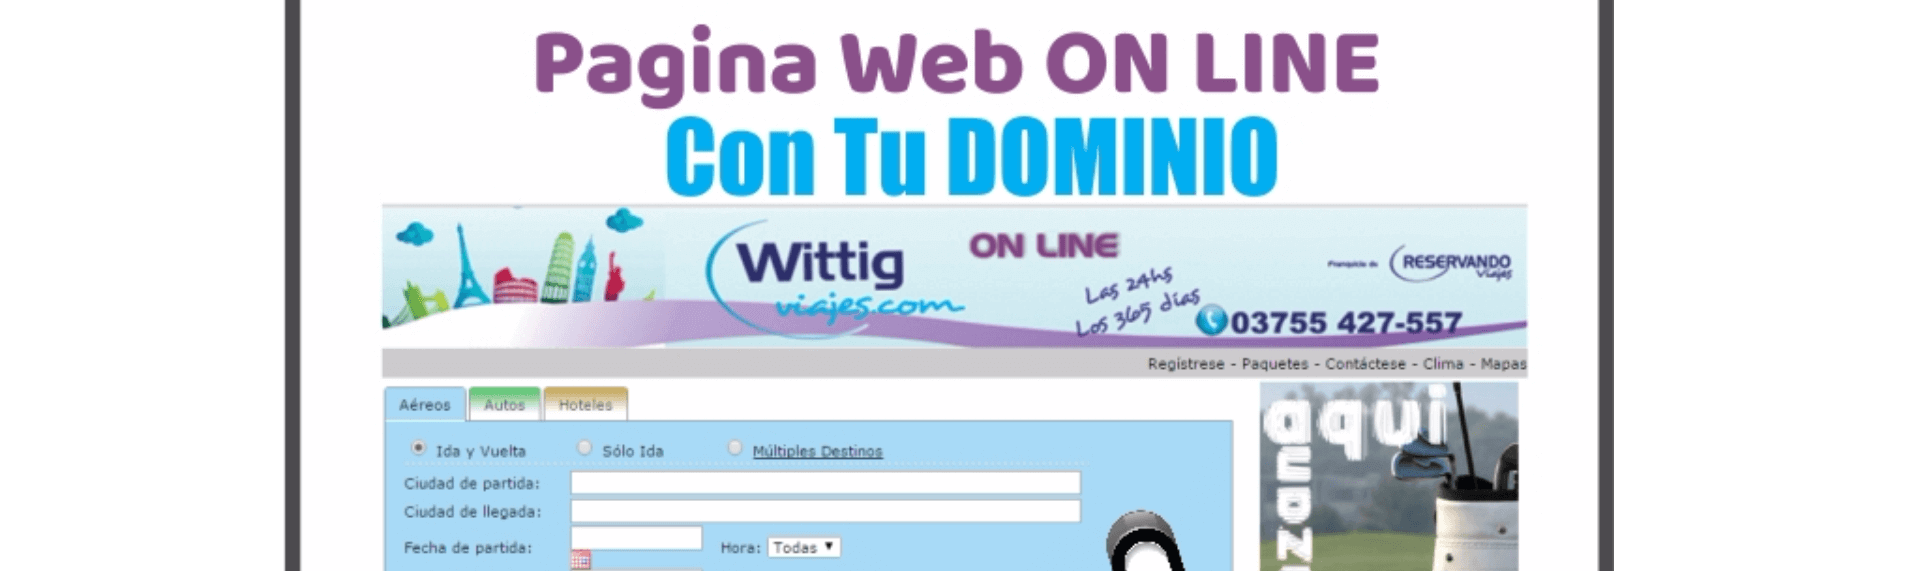 Pagina Web ON LINE
Con Tu DOMINIO
Wittig
viajes.com
ON LINE
Las 24hs
Los 365 días
03755 427-557
Franquicia de
RESERVANDO
Viajes
Regístrese - Paquetes - Contáctese - Clima - Mapas
Aéreos Autos Hoteles
Ida y Vuelta Sólo Ida Múltiples Destinos
Ciudad de partida:
Ciudad de llegada:
Fecha de partida: Hora: Todas
aqui